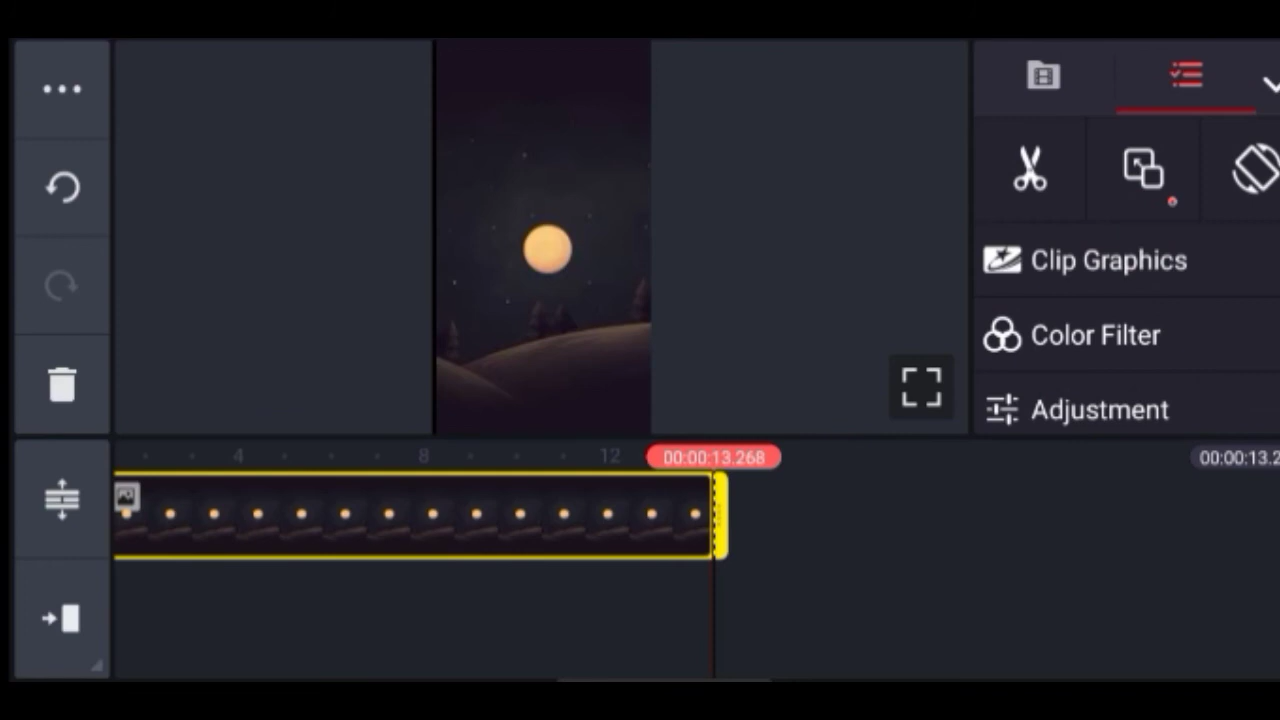 Clip Graphics
Color Filter
Adjustment
4
8
12
00:00:13.268
00:00:13.2